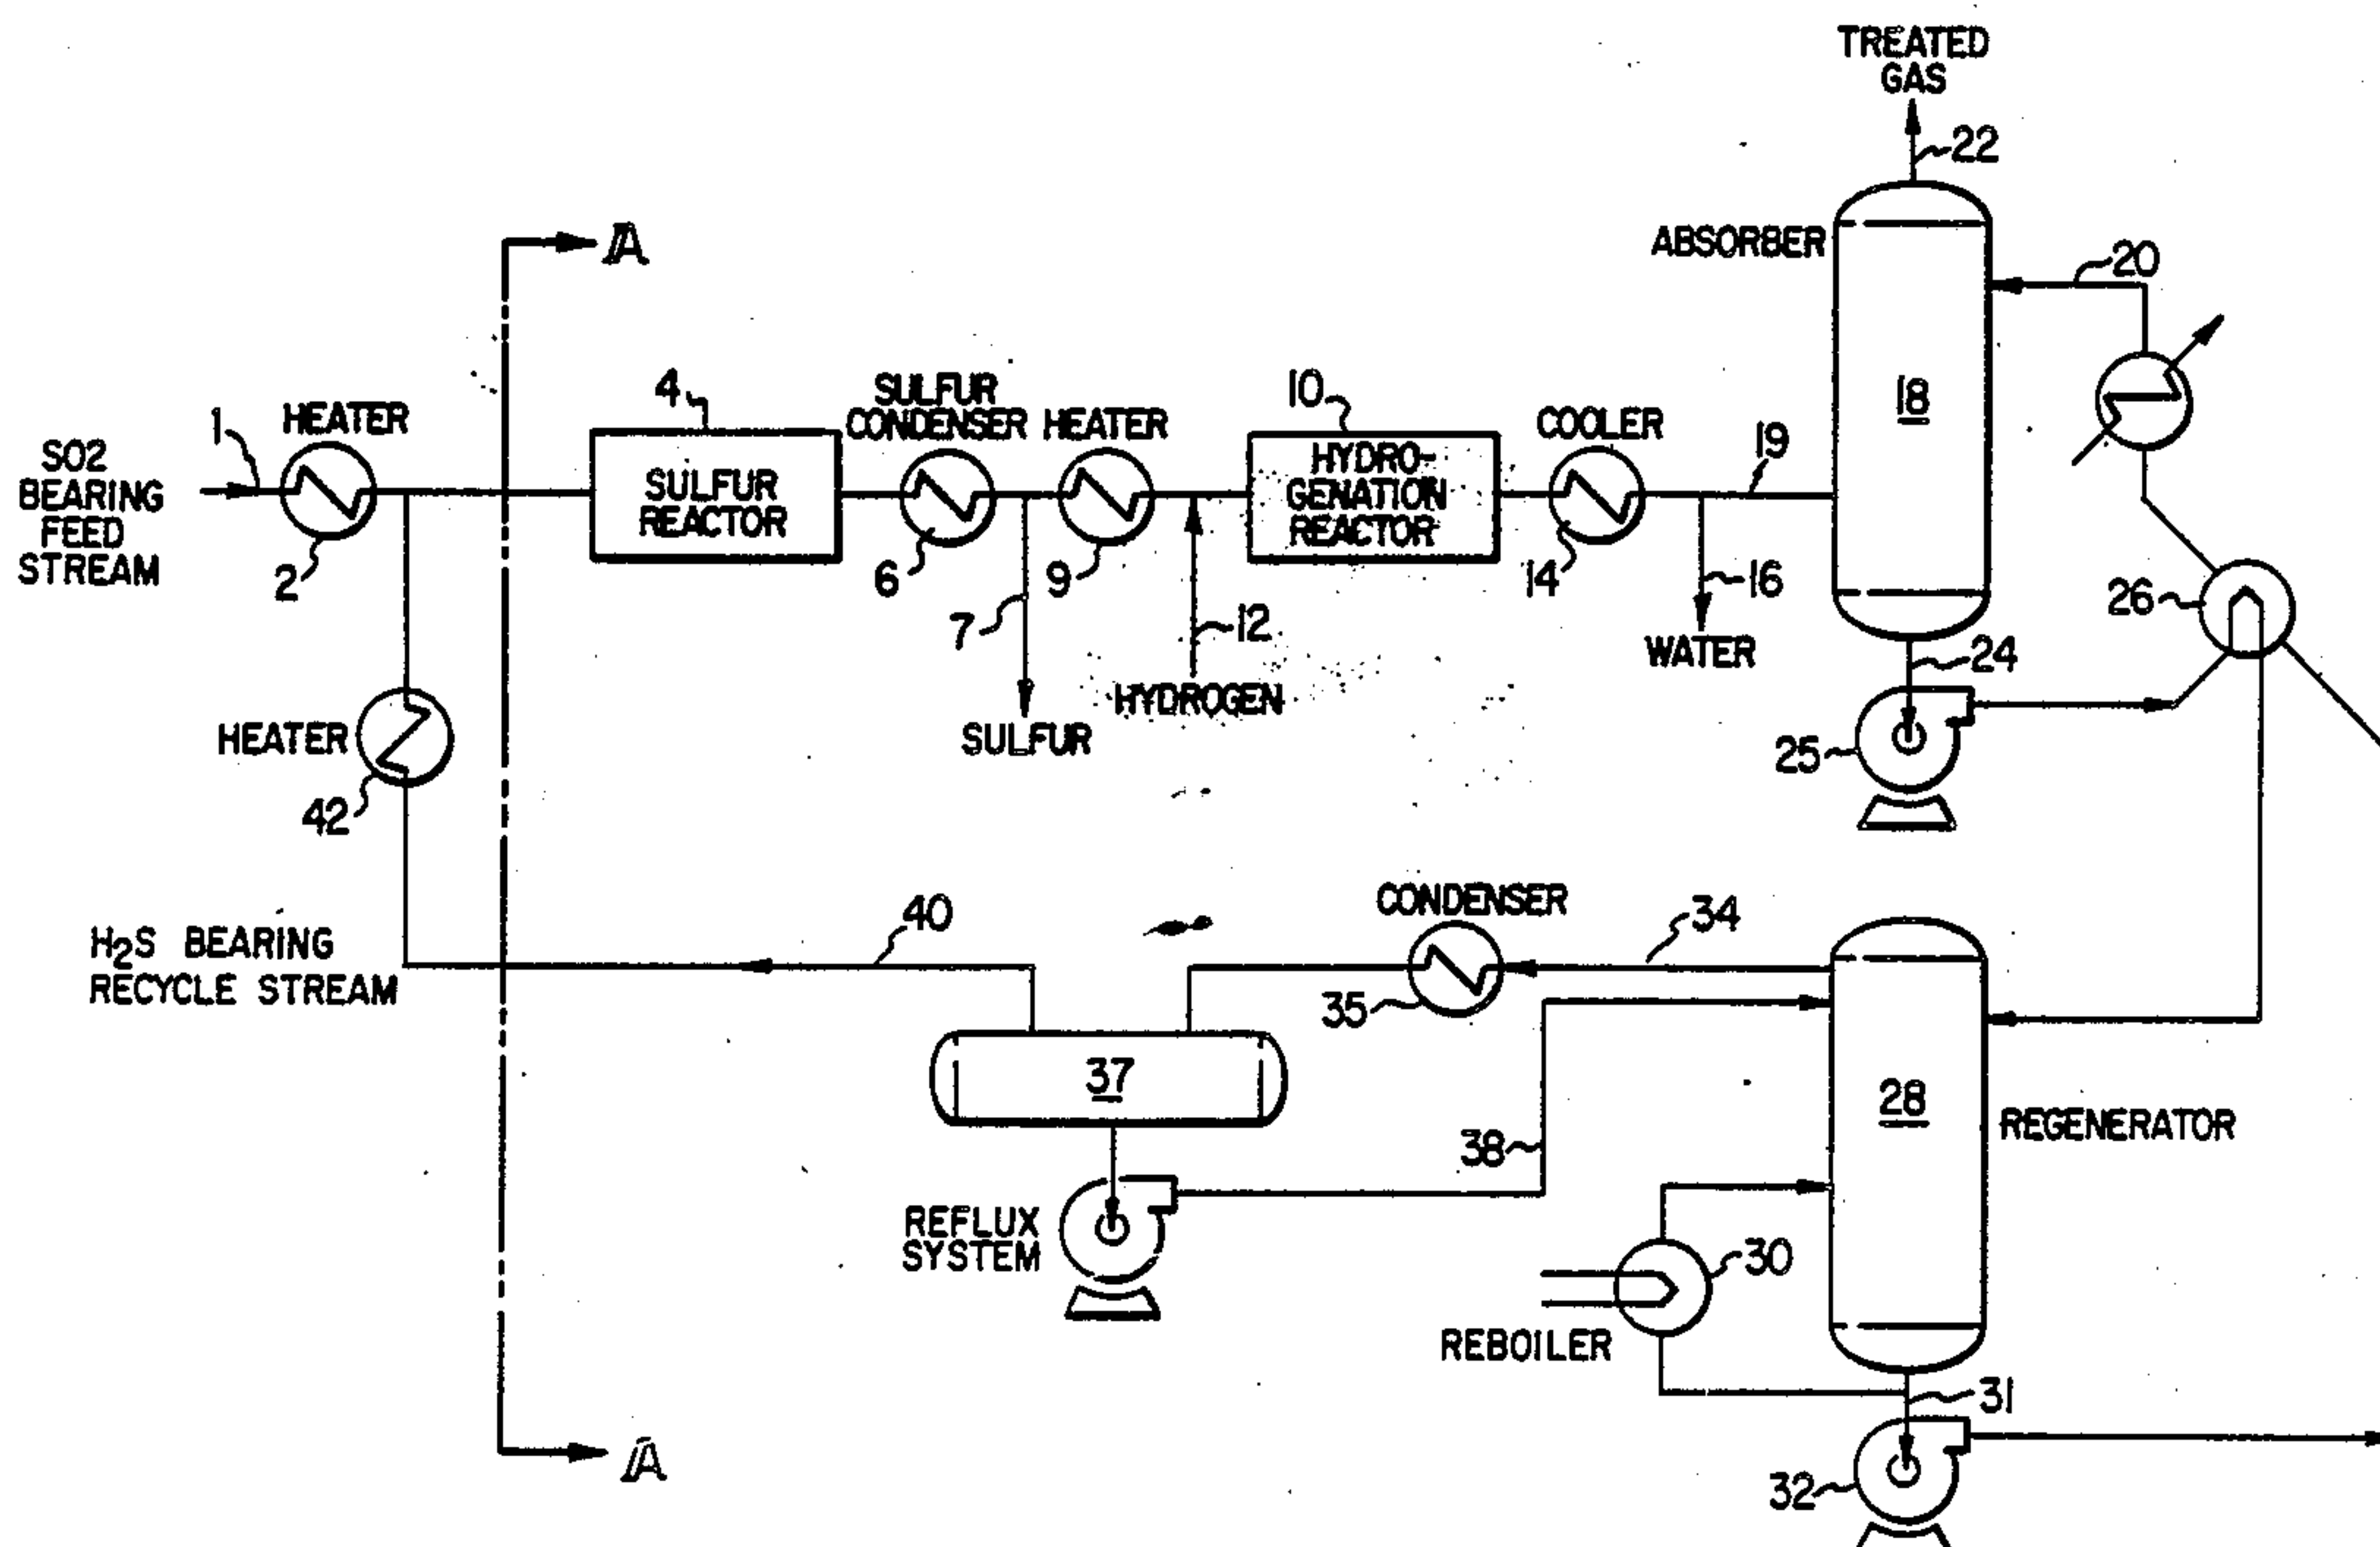 TREATED
GAS
22
A
ABSORBER
20
4
SULFUR
CONDENSER
HEATER
10
COOLER
18
1
HEATER
19
SO2
BEARING
FEED
STREAM
SULFUR
REACTOR
HYDRO-
GENATION
REACTOR
2
6
9
14
16
26
7
12
WATER
24
HYDROGEN
HEATER
SULFUR
25
42
CONDENSER
40
34
H2S BEARING
RECYCLE STREAM
35
37
28
REGENERATOR
38
REFLUX
SYSTEM
30
REBOILER
31
A
32